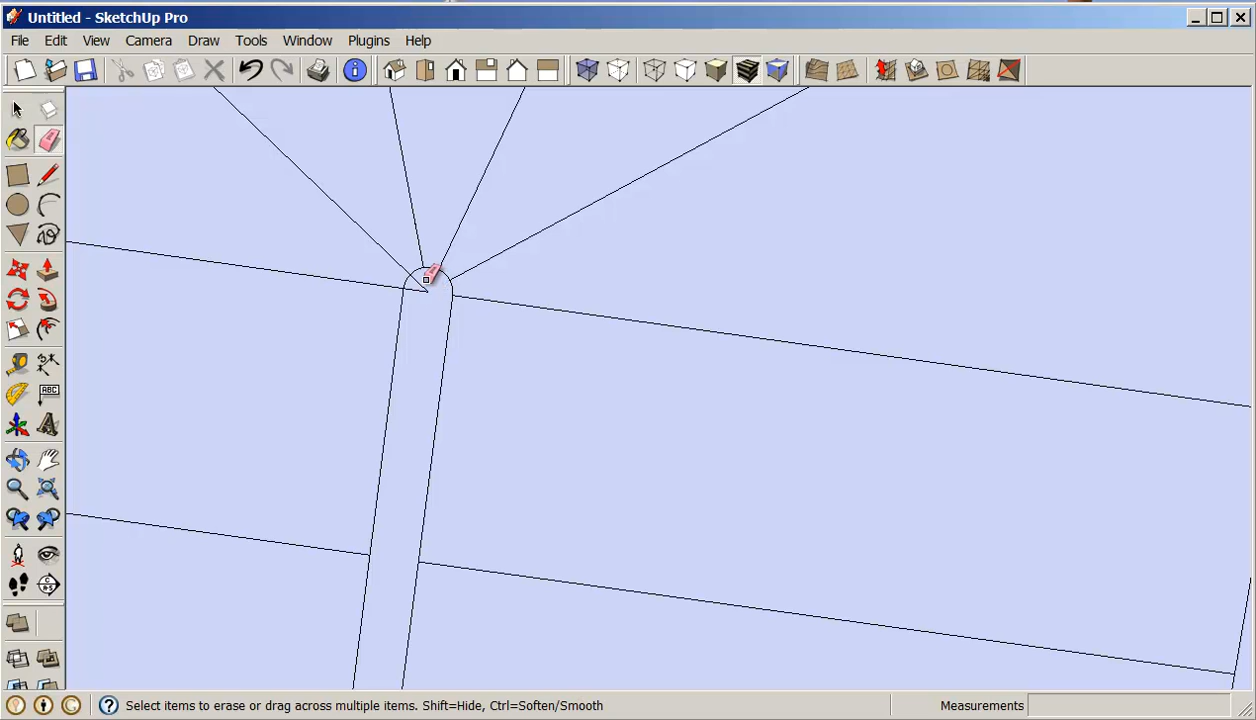 Untitled - SketchUp Pro
File Edit View Camera Draw Tools Window Plugins Help
ABC
Select items to erase or drag across multiple items. Shift=Hide, Ctrl=Soften/Smooth
Measurements